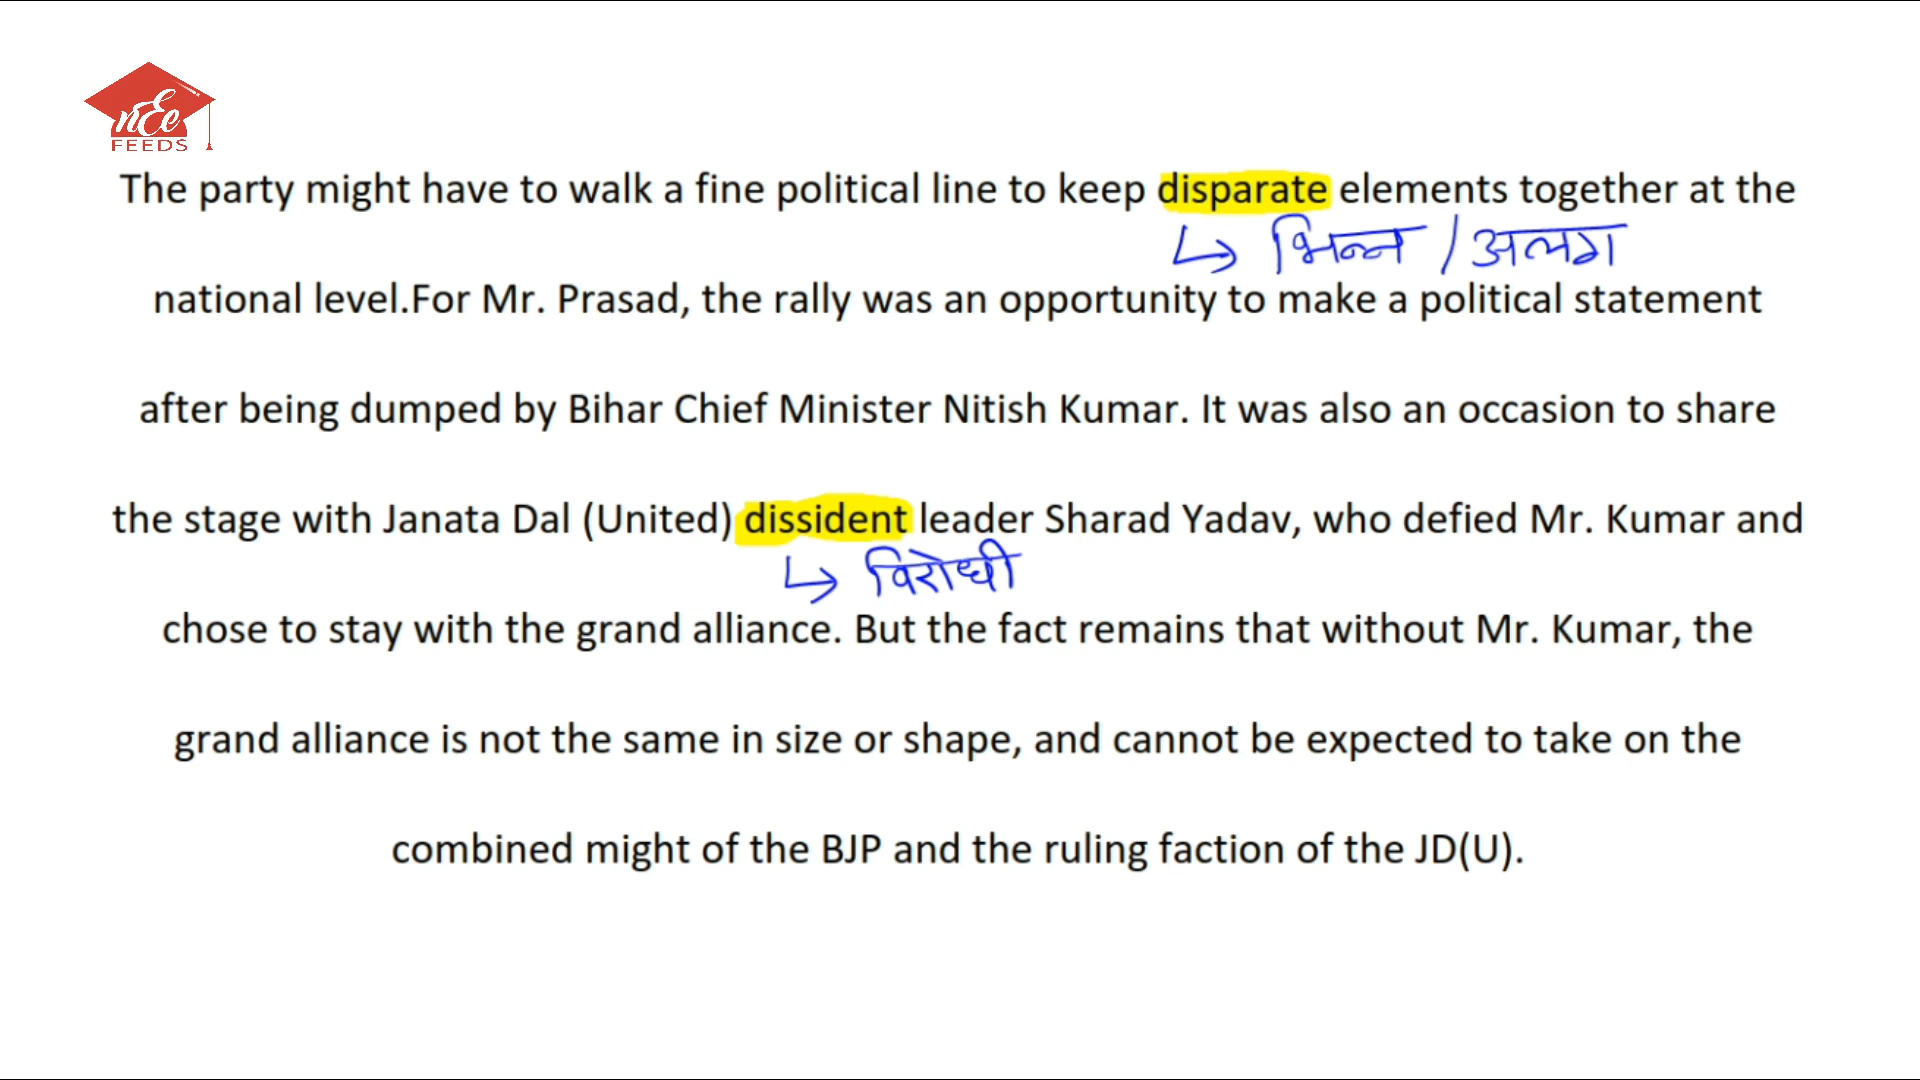 nEe
FEEDS
The party might have to walk a fine political line to keep disparate elements together at the
↳ भिन्न / अलग
national level.For Mr. Prasad, the rally was an opportunity to make a political statement
after being dumped by Bihar Chief Minister Nitish Kumar. It was also an occasion to share
the stage with Janata Dal (United) dissident leader Sharad Yadav, who defied Mr. Kumar and
↳ विरोधी
chose to stay with the grand alliance. But the fact remains that without Mr. Kumar, the
grand alliance is not the same in size or shape, and cannot be expected to take on the
combined might of the BJP and the ruling faction of the JD(U).